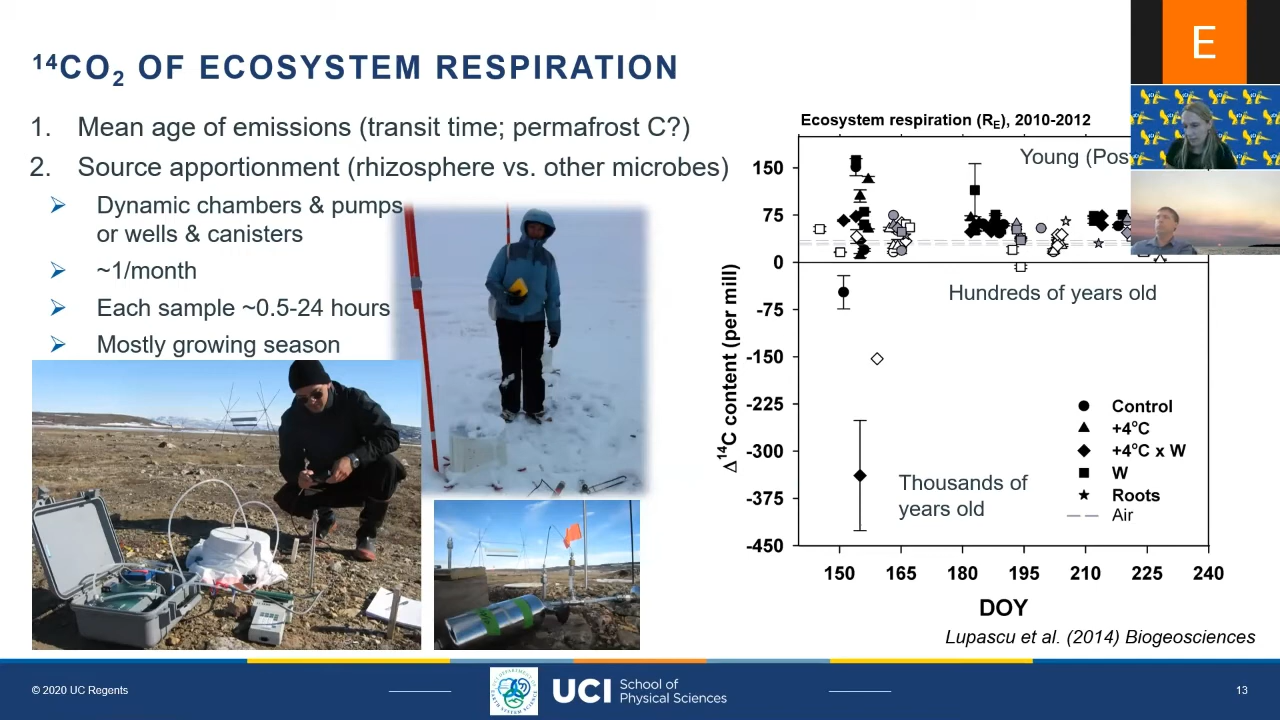 ¹⁴CO₂ OF ECOSYSTEM RESPIRATION
1. Mean age of emissions (transit time; permafrost C?)
2. Source apportionment (rhizosphere vs. other microbes)
➢ Dynamic chambers & pumps
or wells & canisters
➢ ~1/month
➢ Each sample ~0.5-24 hours
➢ Mostly growing season
Ecosystem respiration (R_E), 2010-2012
Young (Pos
150
75
0
-75
-150
-225
-300
-375
-450
Δ¹⁴C content (per mill)
Hundreds of years old
Thousands of
years old
Control
+4°C
+4°C x W
W
Roots
Air
150 165 180 195 210 225 240
DOY
Lupascu et al. (2014) Biogeosciences
E
© 2020 UC Regents
UCI School of
Physical Sciences
13